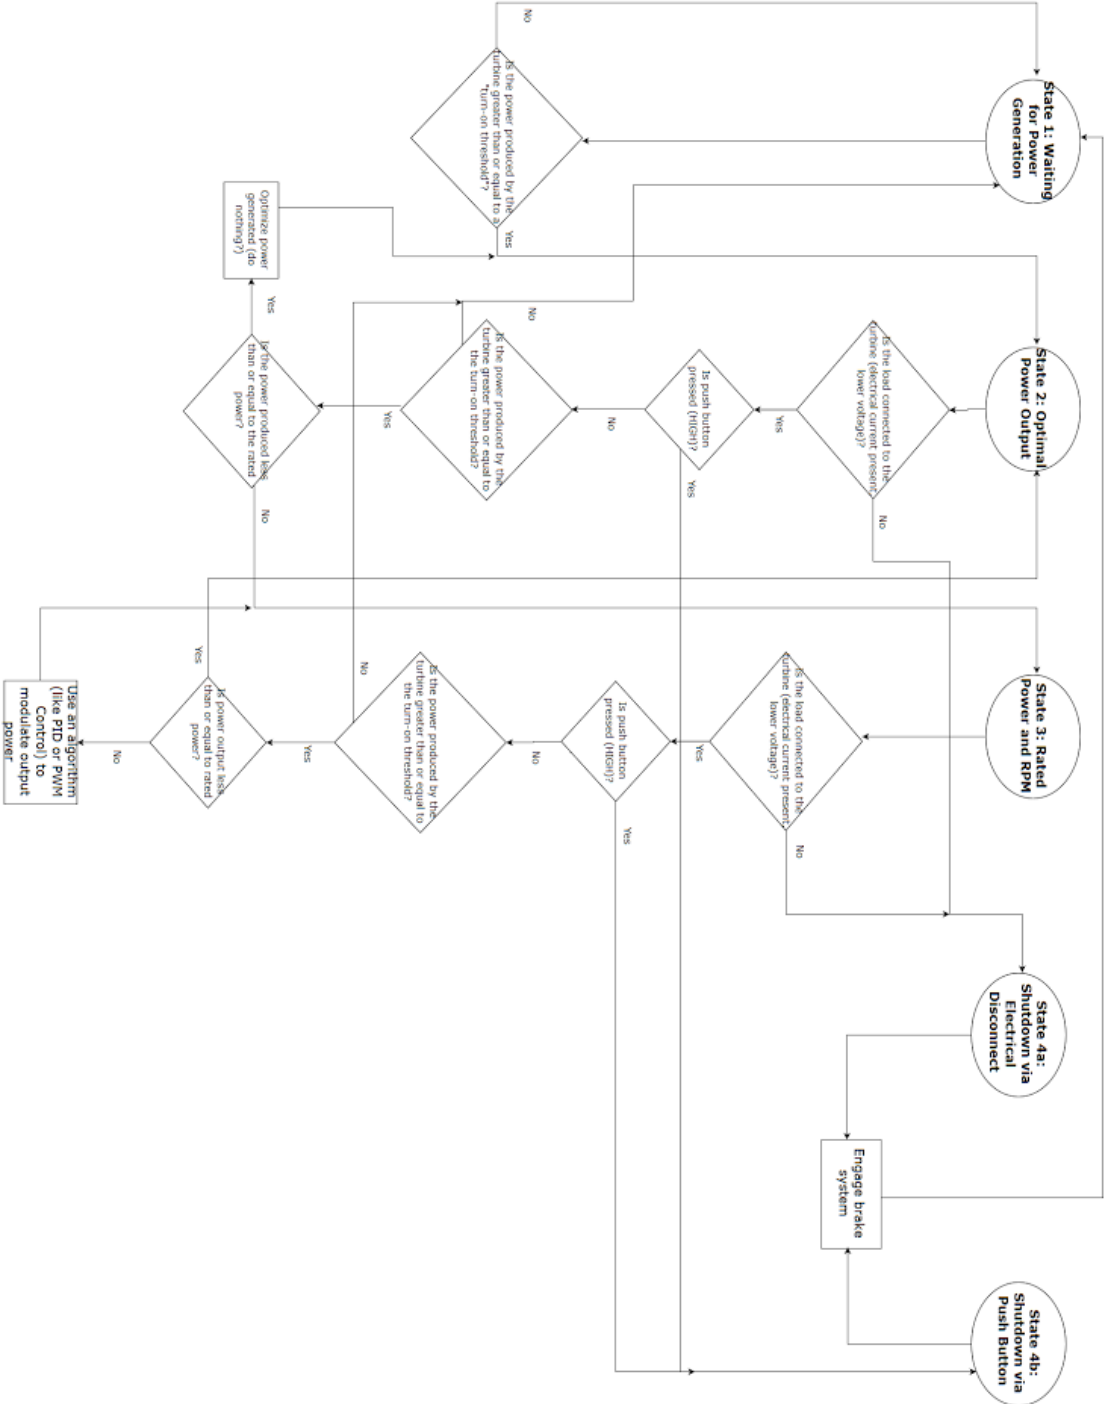 State 1: Waiting
for Power
Generation
State 2: Optimal
Power Output
State 3: Rated
Power and RPM
State 4a:
Shutdown via
Electrical
Disconnect
State 4b:
Shutdown via
Push Button
Is the load connected to the
turbine (electrical current present,
lower voltage)?
No
Yes
Is the load connected to the
turbine (electrical current present,
lower voltage)?
No
Yes
Engage brake
system
Is push button
pressed (HIGH)?
Yes
No
Is push button
pressed (HIGH)?
Yes
No
No
Is the power produced by the
turbine greater than or equal to a
"turn-on threshold"?
Yes
No
Is the power produced by the
turbine greater than or equal to
the turn-on threshold?
Yes
Is the power produced by the
turbine greater than or equal to
the turn-on threshold?
No
Yes
Optimize power
generated (do
nothing?)
Yes
Is the power produced less
than or equal to the rated
power?
No
Is power output less
than or equal to rated
power?
Yes
No
Use an algorithm
(like PID or PWM
Control) to
modulate output
power